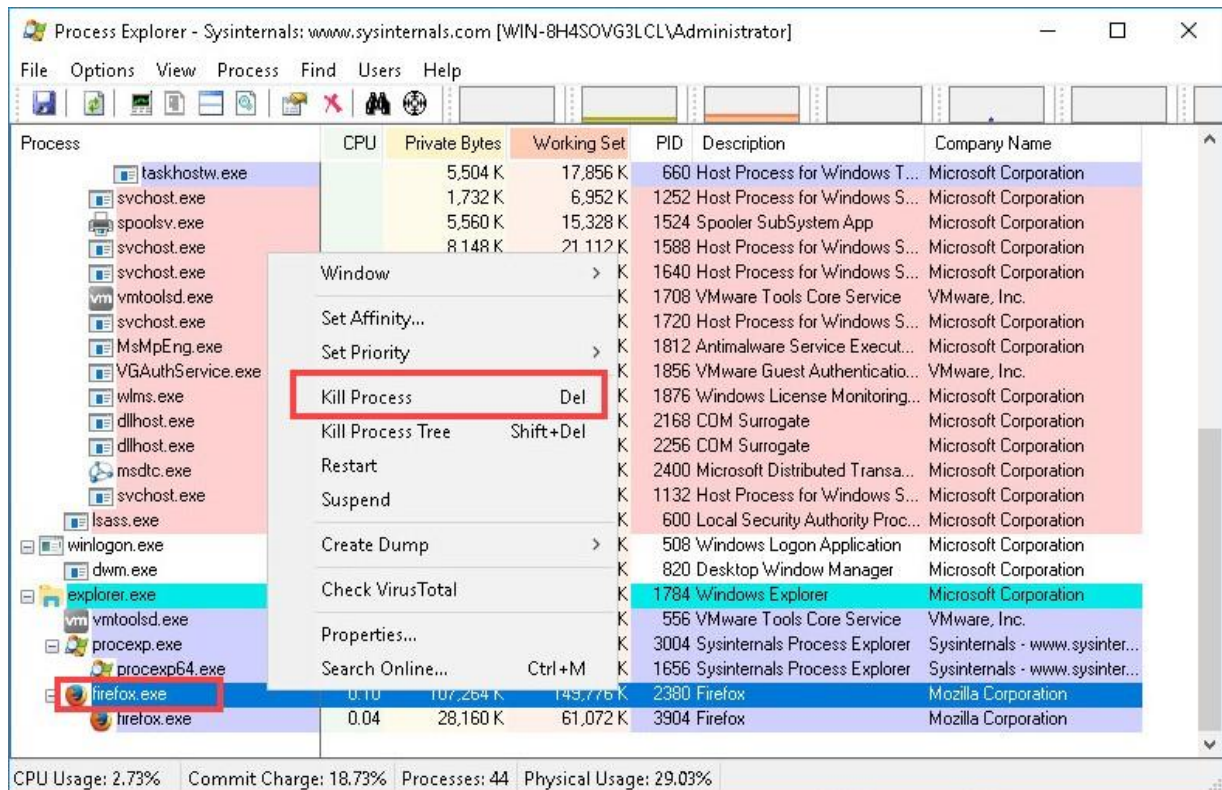 Process Explorer - Sysinternals: www.sysinternals.com [WIN-8H4SOVG3LCL\Administrator]
File Options View Process Find Users Help
Process CPU Private Bytes Working Set PID Description Company Name
taskhostw.exe 5,504 K 17,856 K 660 Host Process for Windows T... Microsoft Corporation
svchost.exe 1,732 K 6,952 K 1252 Host Process for Windows S... Microsoft Corporation
spoolsv.exe 5,560 K 15,328 K 1524 Spooler SubSystem App Microsoft Corporation
svchost.exe 8,148 K 21,112 K 1588 Host Process for Windows S... Microsoft Corporation
svchost.exe K 1640 Host Process for Windows S... Microsoft Corporation
vmtoolsd.exe K 1708 VMware Tools Core Service VMware, Inc.
svchost.exe K 1720 Host Process for Windows S... Microsoft Corporation
MsMpEng.exe K 1812 Antimalware Service Execut... Microsoft Corporation
VGAuthService.exe K 1856 VMware Guest Authenticatio... VMware, Inc.
wlms.exe K 1876 Windows License Monitoring... Microsoft Corporation
dllhost.exe K 2168 COM Surrogate Microsoft Corporation
dllhost.exe K 2256 COM Surrogate Microsoft Corporation
msdtc.exe K 2400 Microsoft Distributed Transa... Microsoft Corporation
svchost.exe K 1132 Host Process for Windows S... Microsoft Corporation
lsass.exe K 600 Local Security Authority Proc... Microsoft Corporation
winlogon.exe K 508 Windows Logon Application Microsoft Corporation
dwm.exe K 820 Desktop Window Manager Microsoft Corporation
explorer.exe K 1784 Windows Explorer Microsoft Corporation
vmtoolsd.exe K 556 VMware Tools Core Service VMware, Inc.
procexp.exe K 3004 Sysinternals Process Explorer Sysinternals - www.sysinter...
procexp64.exe K 1656 Sysinternals Process Explorer Sysinternals - www.sysinter...
firefox.exe 0.10 107,264 K 149,776 K 2380 Firefox Mozilla Corporation
firefox.exe 0.04 28,160 K 61,072 K 3904 Firefox Mozilla Corporation
Window
Set Affinity...
Set Priority
Kill Process Del
Kill Process Tree Shift+Del
Restart
Suspend
Create Dump
Check VirusTotal
Properties...
Search Online... Ctrl+M
CPU Usage: 2.73% Commit Charge: 18.73% Processes: 44 Physical Usage: 29.03%